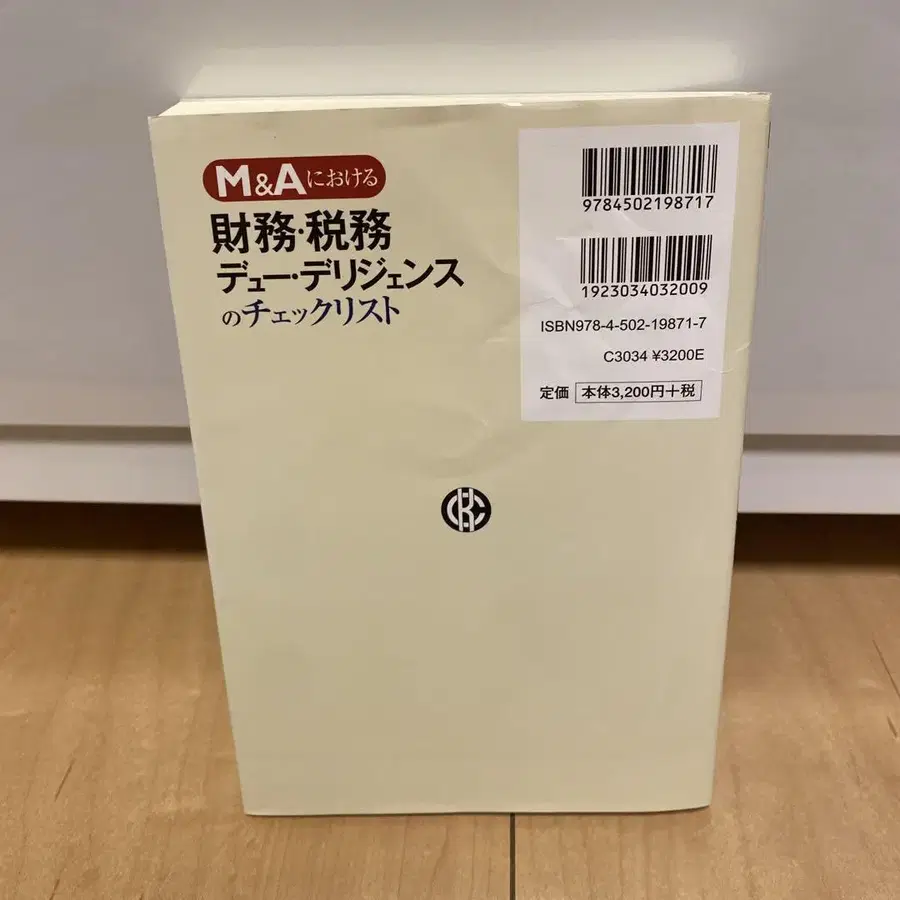 M&Aにおける
財務・税務
デュー・デリジェンス
のチェックリスト
9784502198717
1923034032009
ISBN978-4-502-19871-7
C3034 ¥3200E
定価 本体3,200円+税